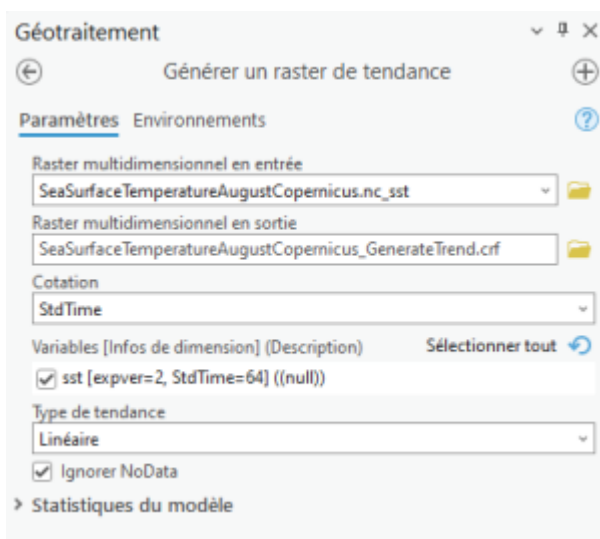 Géotraitement
Générer un raster de tendance
Paramètres Environnements
Raster multidimensionnel en entrée
SeaSurfaceTemperatureAugustCopernicus.nc_sst
Raster multidimensionnel en sortie
SeaSurfaceTemperatureAugustCopernicus_GenerateTrend.crf
Cotation
StdTime
Variables [Infos de dimension] (Description) Sélectionner tout
sst [expver=2, StdTime=64] ((null))
Type de tendance
Linéaire
Ignorer NoData
Statistiques du modèle